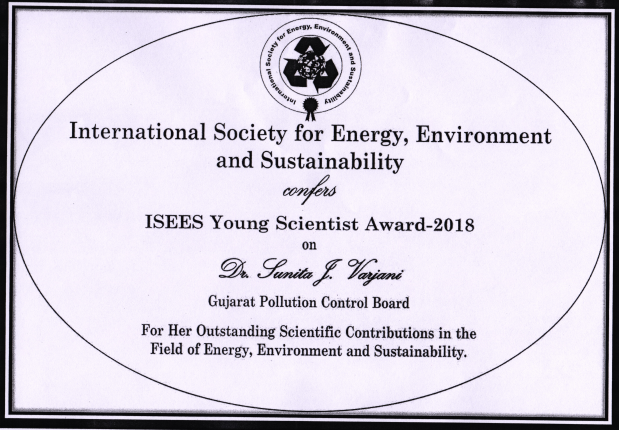 International Society for Energy, Environment and Sustainability
International Society for Energy, Environment
and Sustainability
confers
ISEES Young Scientist Award-2018
on
Dr. Sunita J. Varjani
Gujarat Pollution Control Board
For Her Outstanding Scientific Contributions in the
Field of Energy, Environment and Sustainability.